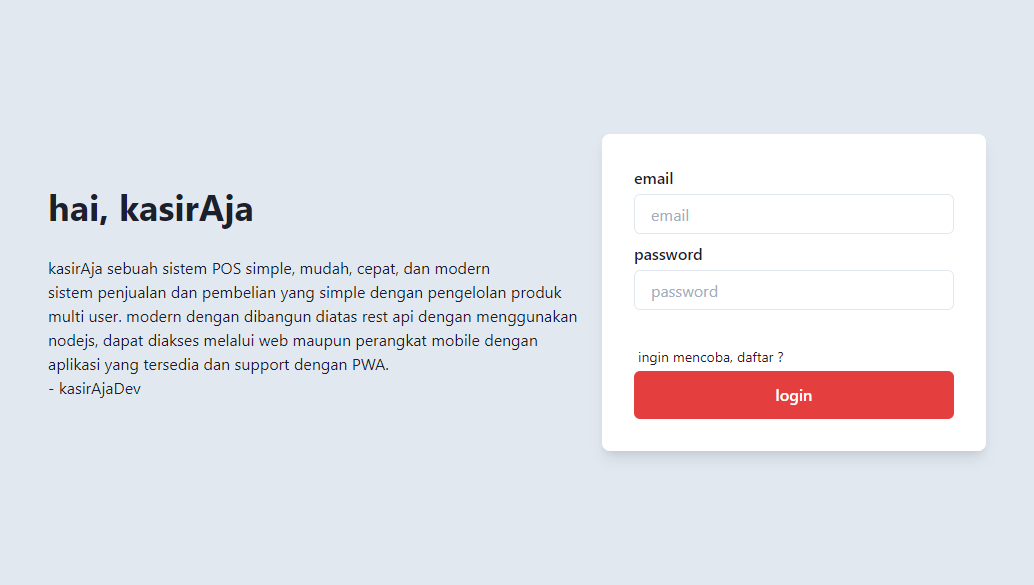 hai, kasirAja
kasirAja sebuah sistem POS simple, mudah, cepat, dan modern
sistem penjualan dan pembelian yang simple dengan pengelolan produk
multi user. modern dengan dibangun diatas rest api dengan menggunakan
nodejs, dapat diakses melalui web maupun perangkat mobile dengan
aplikasi yang tersedia dan support dengan PWA.
- kasirAjaDev
email
email
password
password
ingin mencoba, daftar ?
login